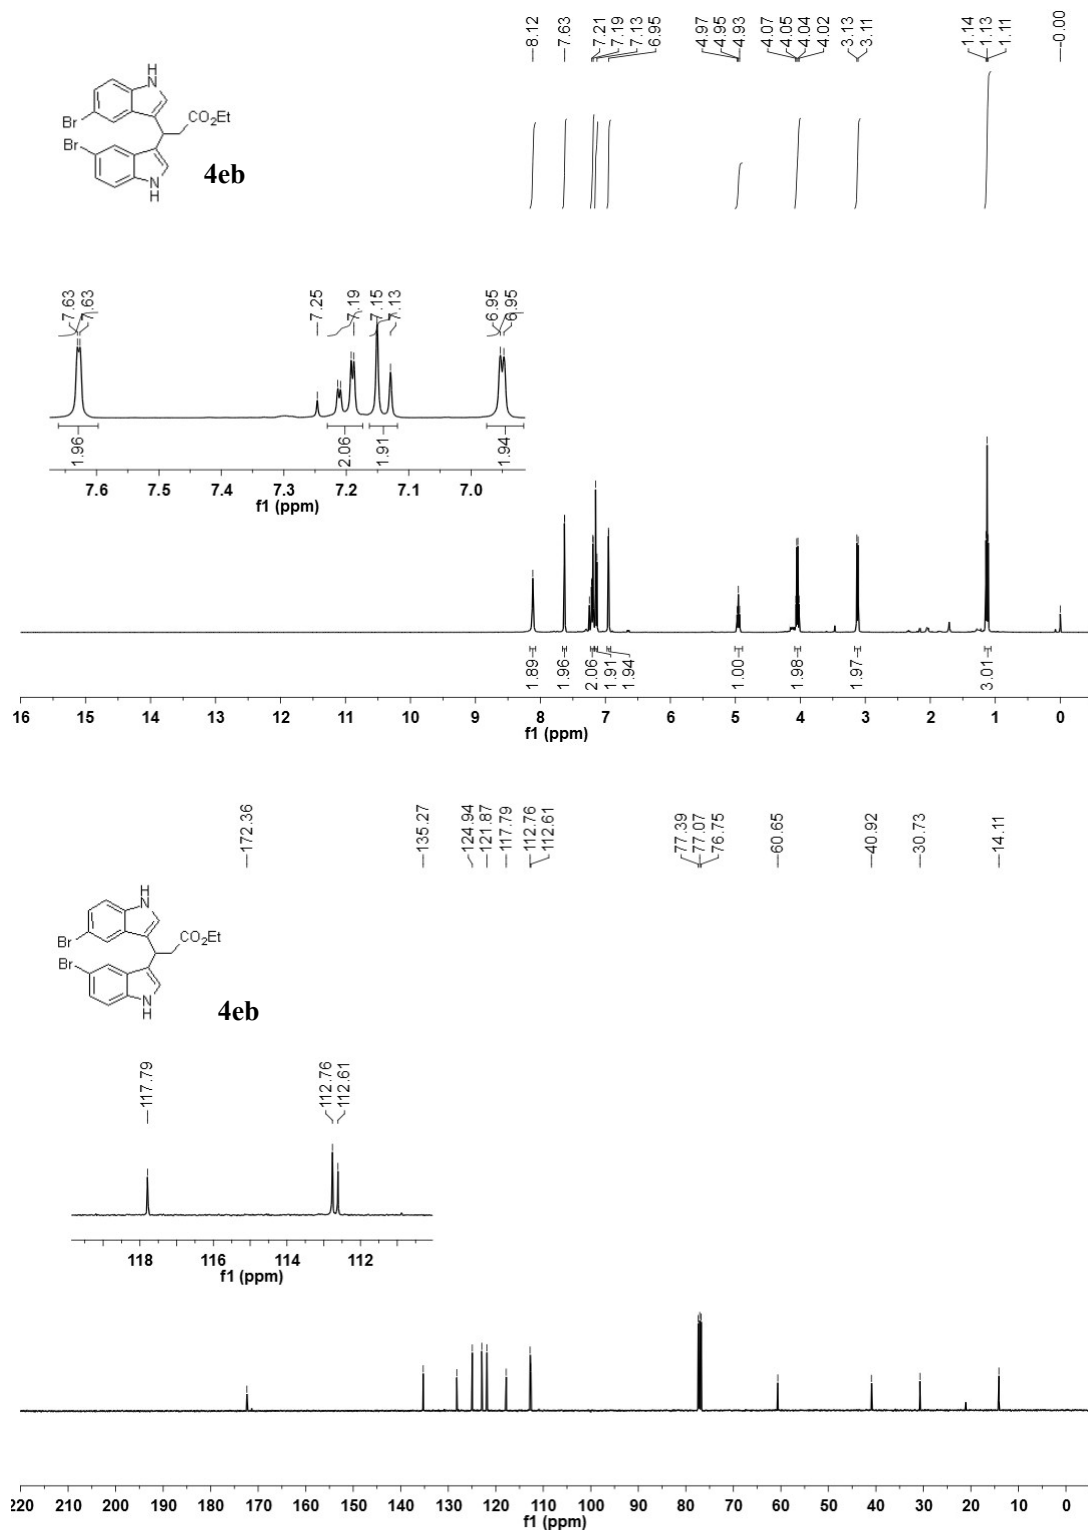 8.12 7.63 7.21 7.19 7.13 6.95 4.97 4.95 4.93 4.07 4.05 4.04 4.02 3.13 3.11 1.14 1.13 1.11 -0.00
H
N
CO2Et
Br
Br
4eb
N
H
7.63 7.63 7.25 7.19 7.15 7.13 6.95 6.95
1.96 2.06 1.91 1.94
7.6 7.5 7.4 7.3 7.2 7.1 7.0
f1 (ppm)
1.89 1.96 2.06 1.91 1.94 1.00 1.98 1.97 3.01
16 15 14 13 12 11 10 9 8 7 6 5 4 3 2 1 0
f1 (ppm)
172.36 135.27 124.94 121.87 117.79 112.76 112.61 77.39 77.07 76.75 60.65 40.92 30.73 14.11
H
N
CO2Et
Br
Br
N
H
4eb
117.79 112.76 112.61
118 116 114 112
f1 (ppm)
220 210 200 190 180 170 160 150 140 130 120 110 100 90 80 70 60 50 40 30 20 10 0
f1 (ppm)